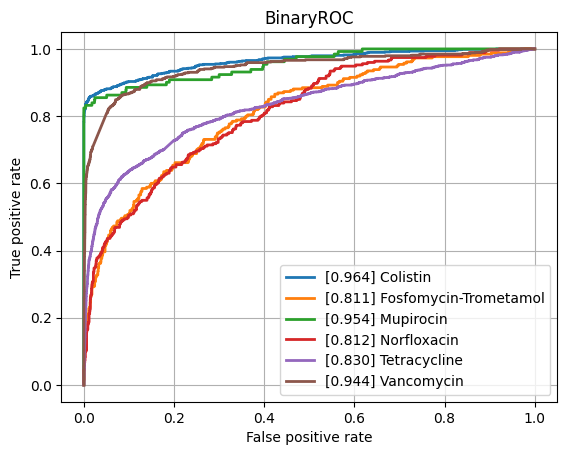 BinaryROC
True positive rate
1.0
0.8
0.6
0.4
0.2
0.0
[0.964] Colistin
[0.811] Fosfomycin-Trometamol
[0.954] Mupirocin
[0.812] Norfloxacin
[0.830] Tetracycline
[0.944] Vancomycin
0.0 0.2 0.4 0.6 0.8 1.0
False positive rate